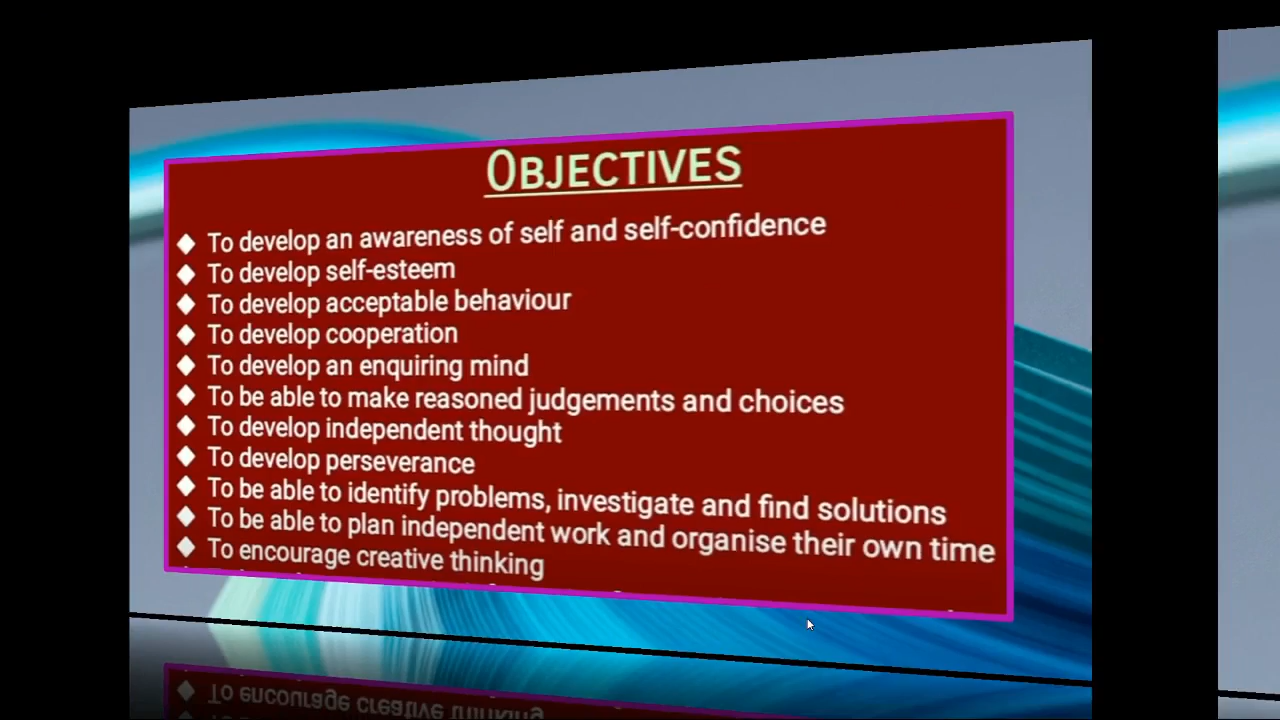 OBJECTIVES
To develop an awareness of self and self-confidence
To develop self-esteem
To develop acceptable behaviour
To develop cooperation
To develop an enquiring mind
To be able to make reasoned judgements and choices
To develop independent thought
To develop perseverance
To be able to identify problems, investigate and find solutions
To be able to plan independent work and organise their own time
To encourage creative thinking